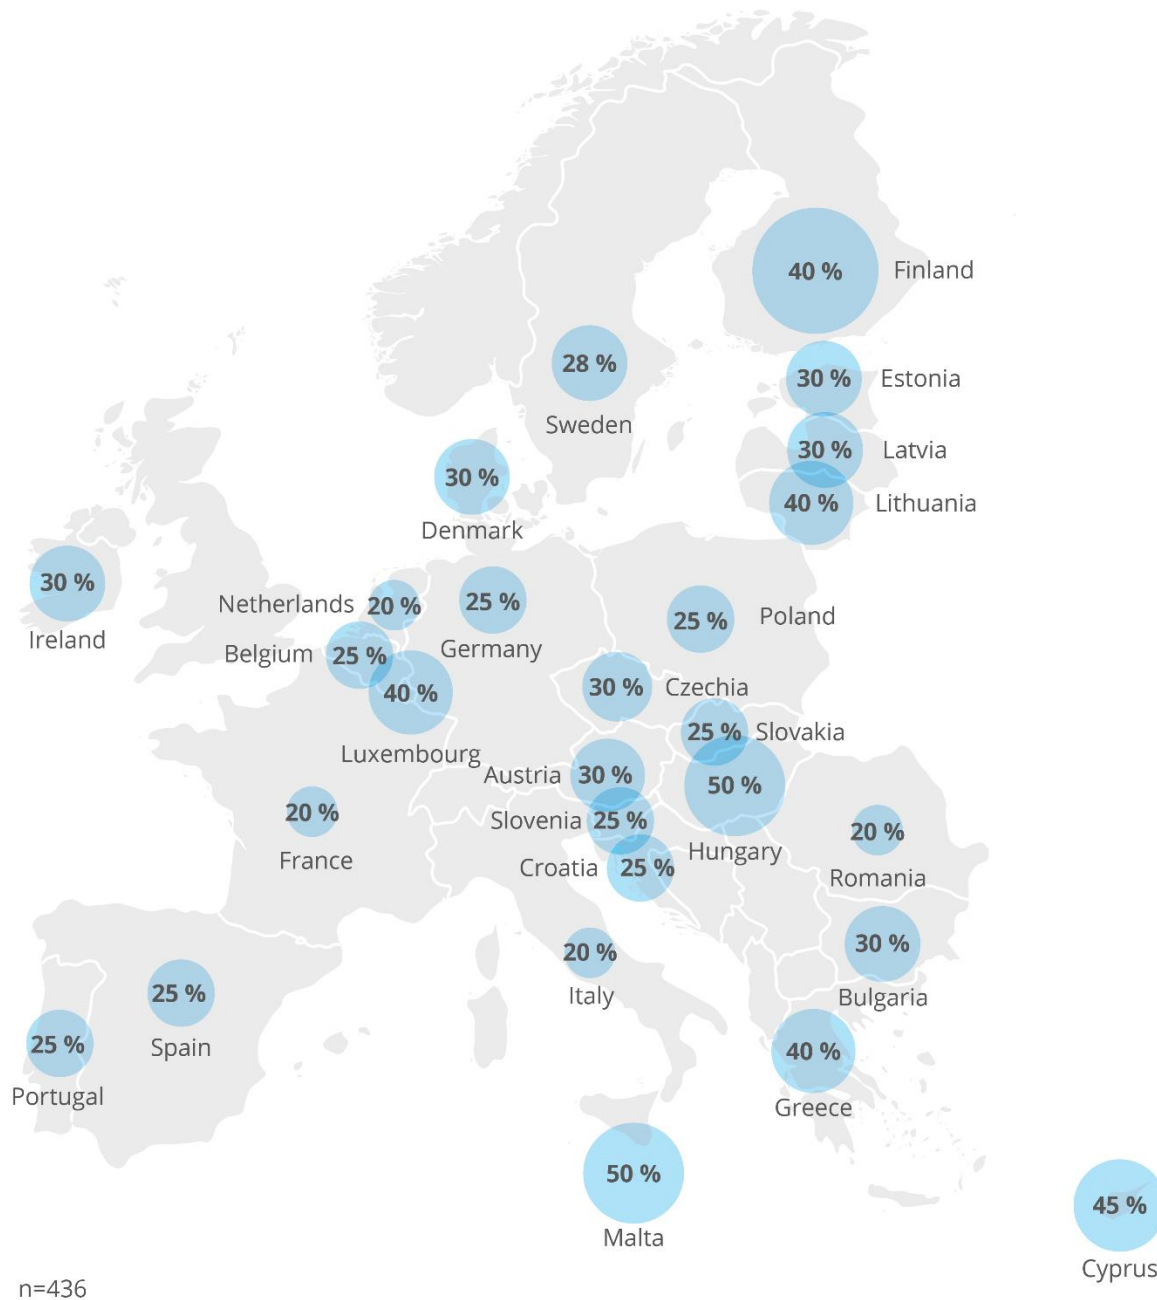 40 %
Finland
28 %
Sweden
30 %
Estonia
30 %
Latvia
40 %
Lithuania
30 %
Denmark
30 %
Ireland
Netherlands
20 %
25 %
Germany
25 %
Poland
Belgium
25 %
40 %
Luxembourg
30 %
Czechia
25 %
Slovakia
Austria
30 %
50 %
Hungary
20 %
France
Slovenia
25 %
Croatia
25 %
20 %
Romania
20 %
Italy
30 %
Bulgaria
25 %
Spain
25 %
Portugal
40 %
Greece
50 %
Malta
45 %
Cyprus
n=436